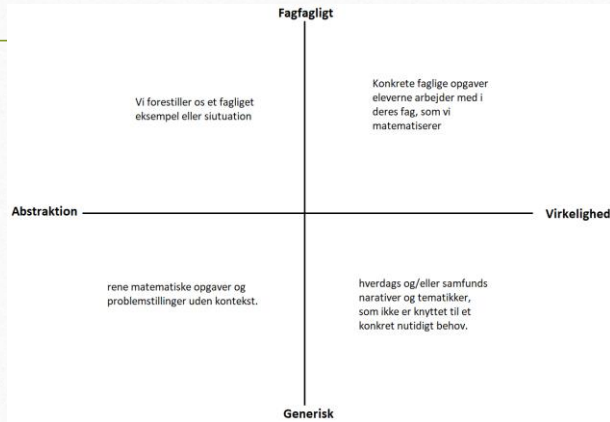 Fagfagligt
Vi forestiller os et fagliget
eksempel eller siutuation
Konkrete faglige opgaver
eleverne arbejder med i
deres fag, som vi
matematiserer
Abstraktion
Virkelighed
rene matematiske opgaver og
problemstillinger uden kontekst.
hverdags og/eller samfunds
narrativer og tematikker,
som ikke er knyttet til et
konkret nutidigt behov.
Generisk